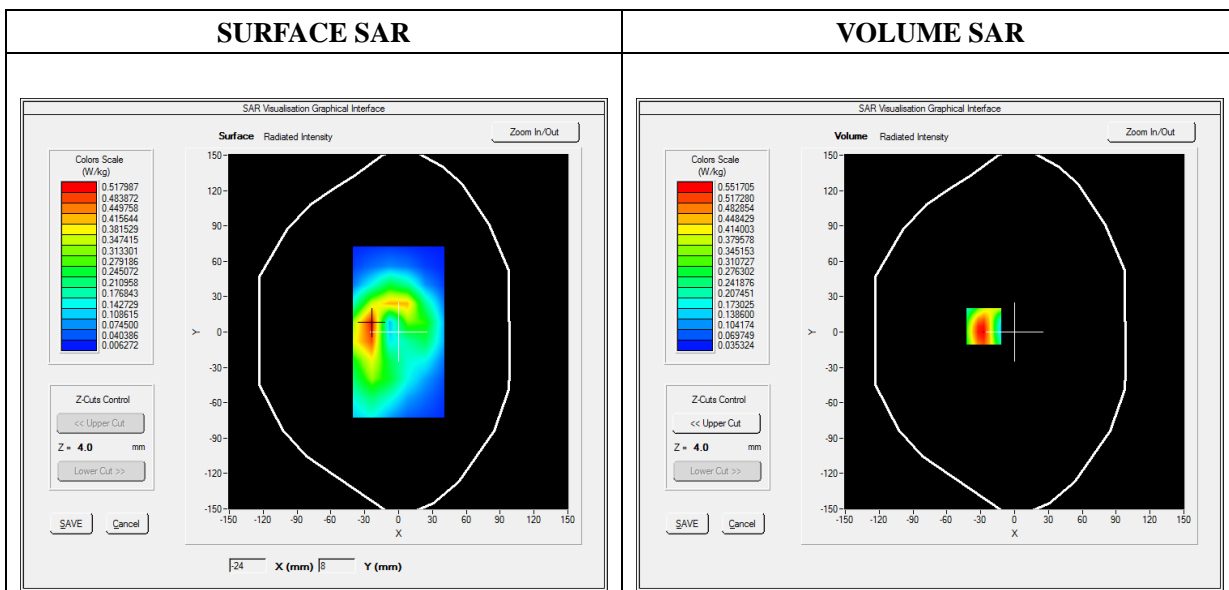 SURFACE SAR
VOLUME SAR
SAR Visualisation Graphical Interface
Surface Radiated Intensity
Zoom In/Out
Colors Scale
(W/kg)
0.517987
0.483872
0.449758
0.415644
0.381529
0.347415
0.313301
0.279186
0.245072
0.210958
0.176843
0.142729
0.108615
0.074500
0.040386
0.006272
Z-Cuts Control
<< Upper Cut
Z = 4.0 mm
Lower Cut >>
SAVE Cancel
150
120
90
60
30
0
-30
-60
-90
-120
-150
Y
-150 -120 -90 -60 -30 0 30 60 90 120 150
X
-24 X (mm) 8 Y (mm)
SAR Visualisation Graphical Interface
Volume Radiated Intensity
Zoom In/Out
Colors Scale
(W/kg)
0.551705
0.517280
0.482854
0.448429
0.414003
0.379578
0.345153
0.310727
0.276302
0.241876
0.207451
0.173025
0.138600
0.104174
0.069749
0.035324
Z-Cuts Control
<< Upper Cut
Z = 4.0 mm
Lower Cut >>
SAVE Cancel
150
120
90
60
30
0
-30
-60
-90
-120
-150
Y
-150 -120 -90 -60 -30 0 30 60 90 120 150
X